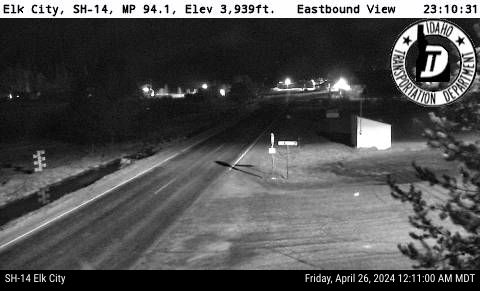 Elk City, SH-14, MP 94.1, Elev 3,939ft. Eastbound View 23:10:31
IDAHO
TRANSPORTATION DEPARTMENT
SH-14 Elk City Friday, April 26, 2024 12:11:00 AM MDT